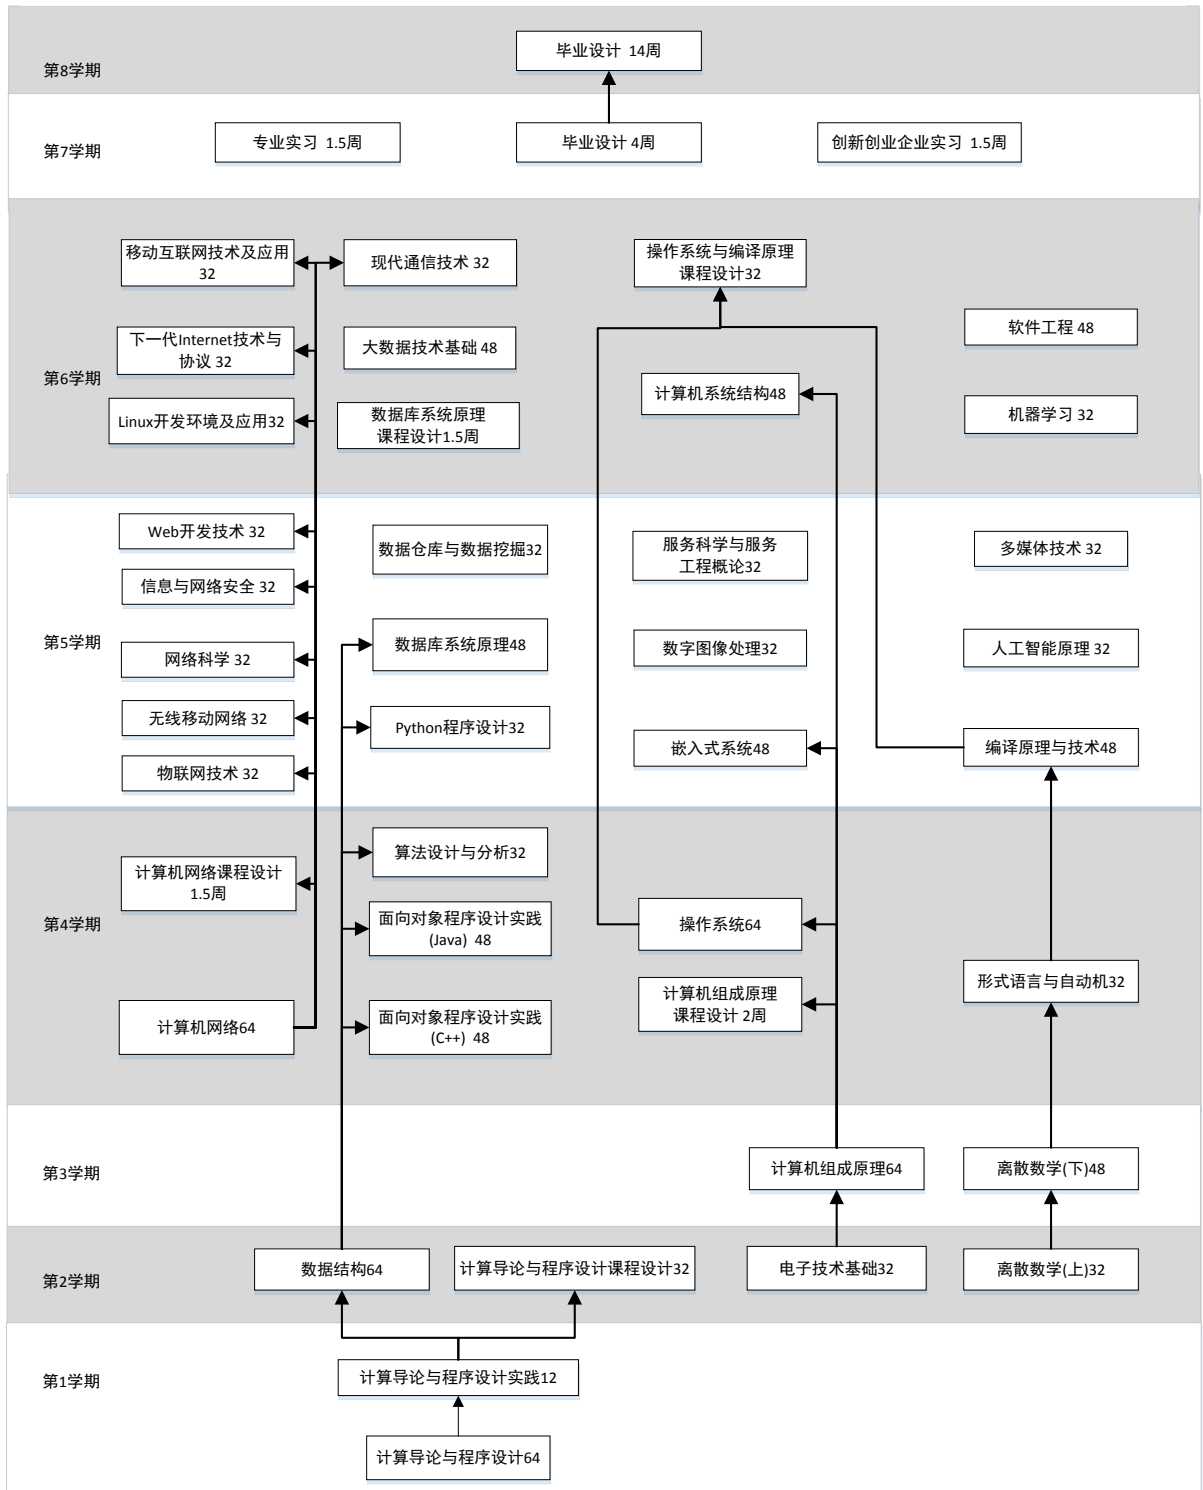 第8学期
毕业设计 14周
第7学期
专业实习 1.5周
毕业设计 4周
创新创业企业实习 1.5周
第6学期
移动互联网技术及应用
32
现代通信技术 32
操作系统与编译原理
课程设计32
下一代Internet技术与
协议 32
大数据技术基础 48
软件工程 48
计算机系统结构48
Linux开发环境及应用32
数据库系统原理
课程设计1.5周
机器学习 32
第5学期
Web开发技术 32
数据仓库与数据挖掘32
服务科学与服务
工程概论32
多媒体技术 32
信息与网络安全 32
网络科学 32
数据库系统原理48
数字图像处理32
人工智能原理 32
无线移动网络 32
Python程序设计32
嵌入式系统48
编译原理与技术48
物联网技术 32
第4学期
计算机网络课程设计
1.5周
算法设计与分析32
面向对象程序设计实践
(Java) 48
操作系统64
形式语言与自动机32
计算机网络64
面向对象程序设计实践
(C++) 48
计算机组成原理
课程设计 2周
第3学期
计算机组成原理64
离散数学(下)48
第2学期
数据结构64
计算导论与程序设计课程设计32
电子技术基础32
离散数学(上)32
第1学期
计算导论与程序设计实践12
计算导论与程序设计64